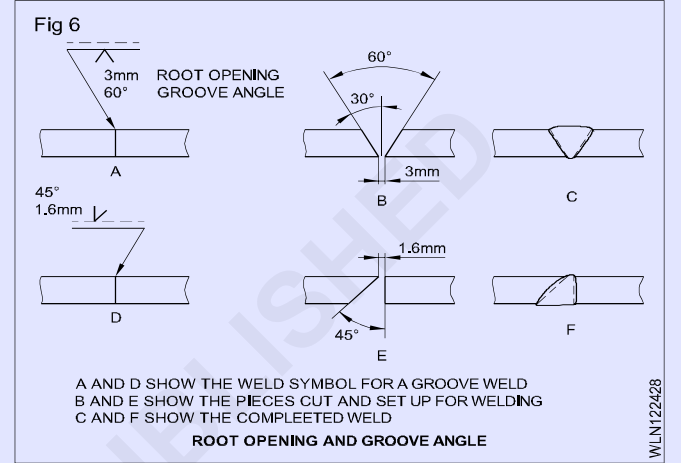 Fig 6
3mm ROOT OPENING
60° GROOVE ANGLE
A
60°
30°
3mm
B
C
45°
1.6mm
D
1.6mm
45°
E
F
A AND D SHOW THE WELD SYMBOL FOR A GROOVE WELD
B AND E SHOW THE PIECES CUT AND SET UP FOR WELDING
C AND F SHOW THE COMPLEETED WELD
ROOT OPENING AND GROOVE ANGLE
WLN122428